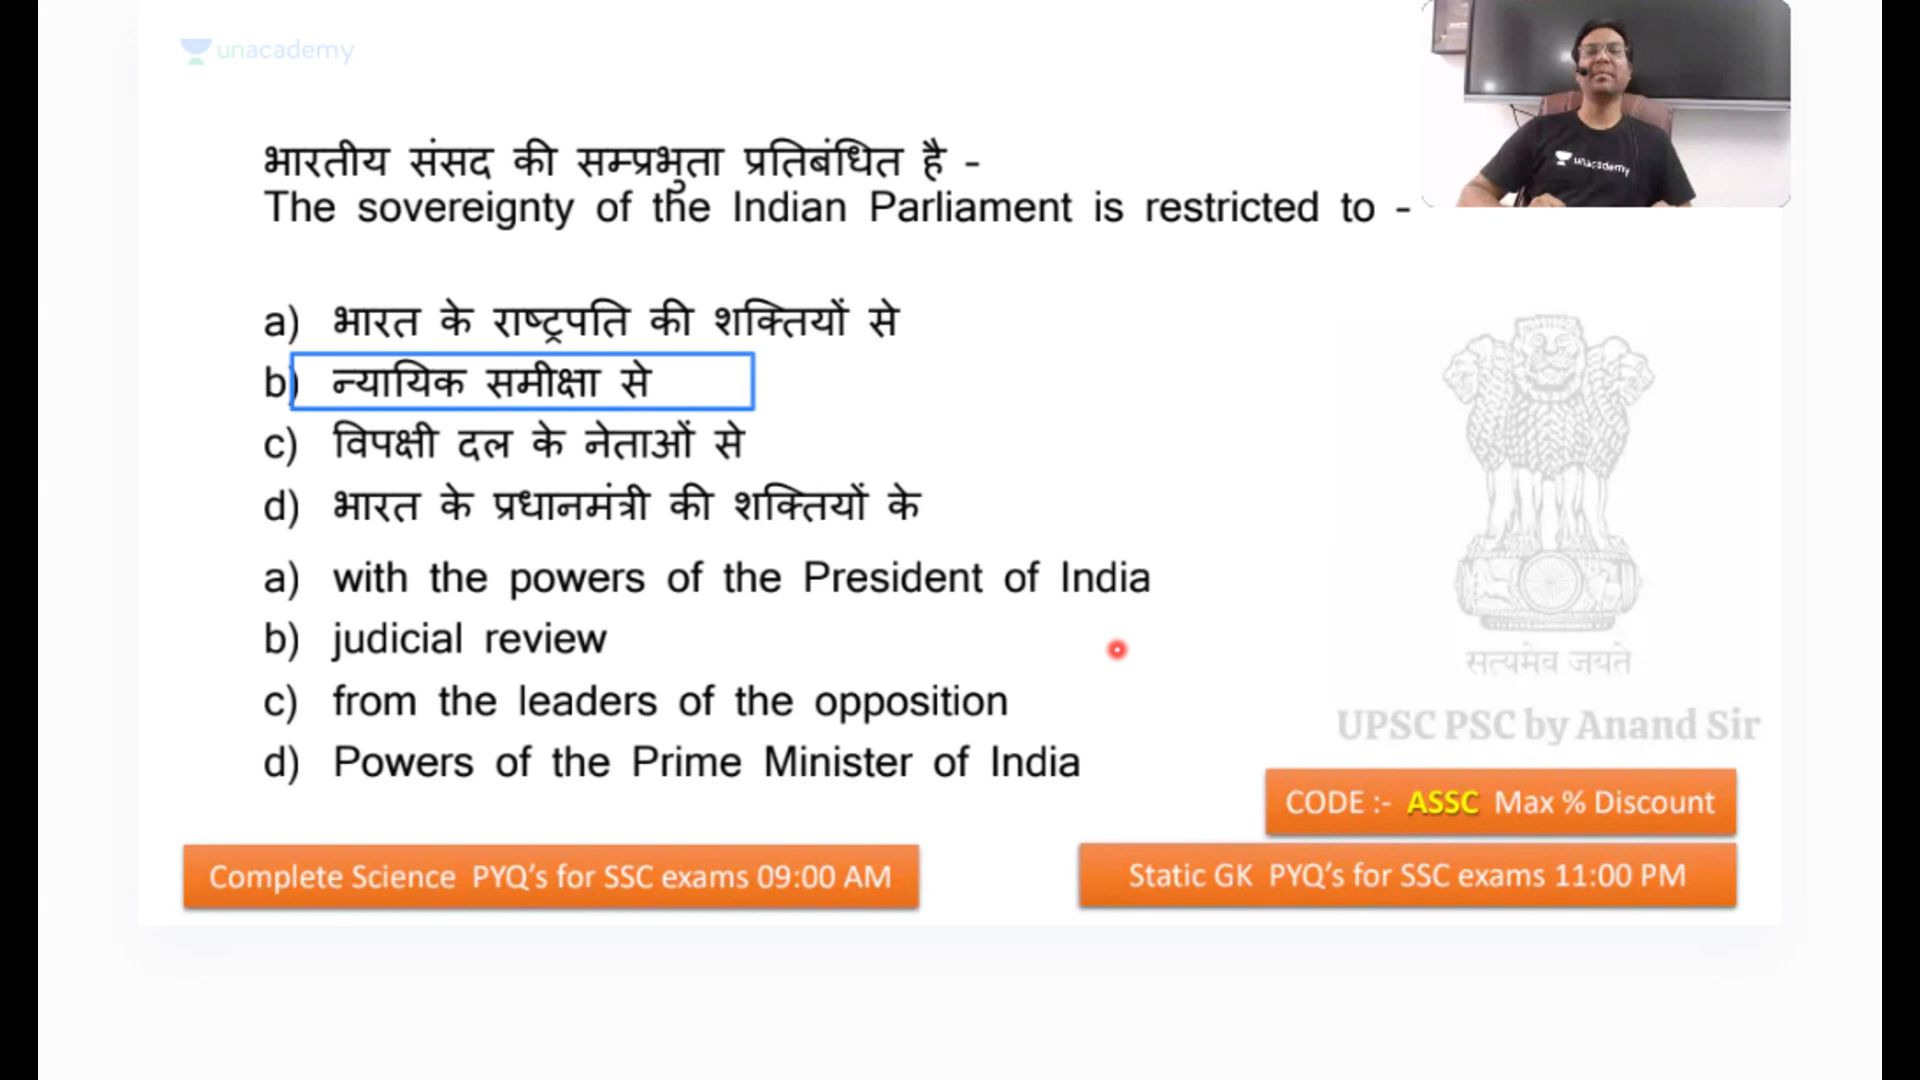 unacademy
unacademy
भारतीय संसद की सम्प्रभुता प्रतिबंधित है -
The sovereignty of the Indian Parliament is restricted to -
a) भारत के राष्ट्रपति की शक्तियों से
b) न्यायिक समीक्षा से
c) विपक्षी दल के नेताओं से
d) भारत के प्रधानमंत्री की शक्तियों के
a) with the powers of the President of India
b) judicial review
c) from the leaders of the opposition
d) Powers of the Prime Minister of India
सत्यमेव जयते
UPSC PSC by Anand Sir
CODE :- ASSC Max % Discount
Complete Science PYQ’s for SSC exams 09:00 AM
Static GK PYQ’s for SSC exams 11:00 PM